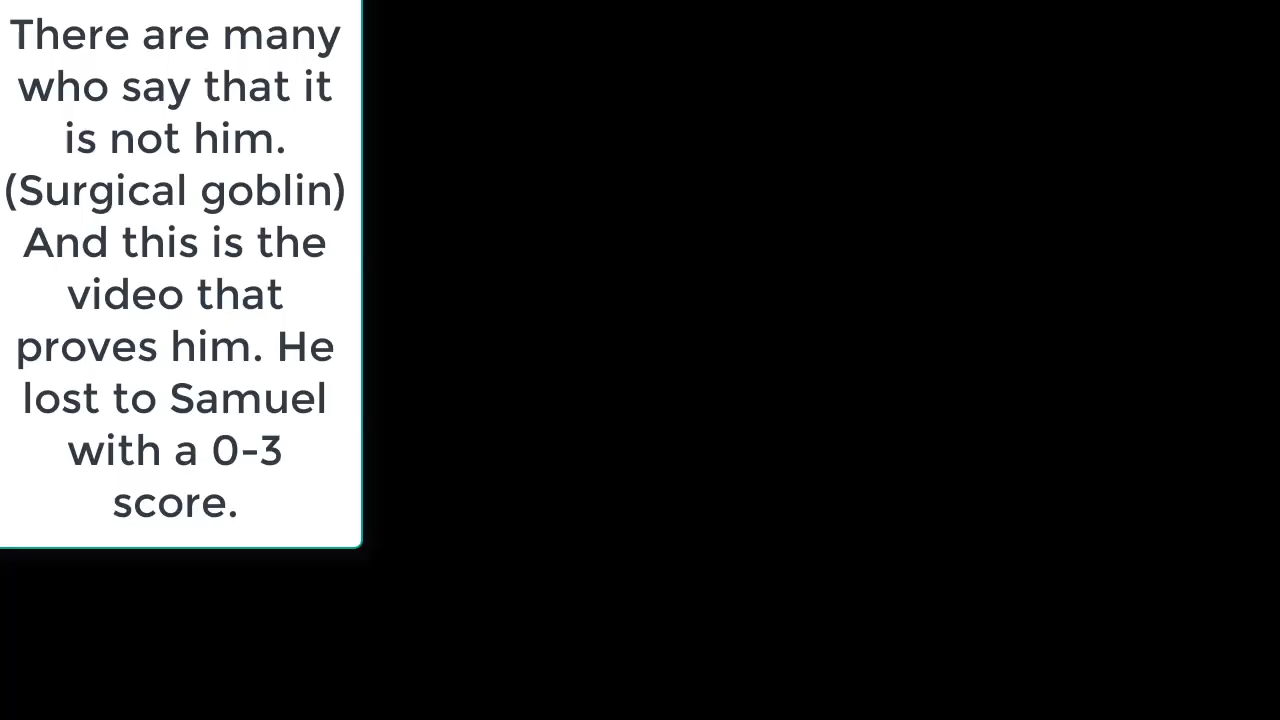 There are many
who say that it
is not him.
(Surgical goblin)
And this is the
video that
proves him. He
lost to Samuel
with a 0-3
score.